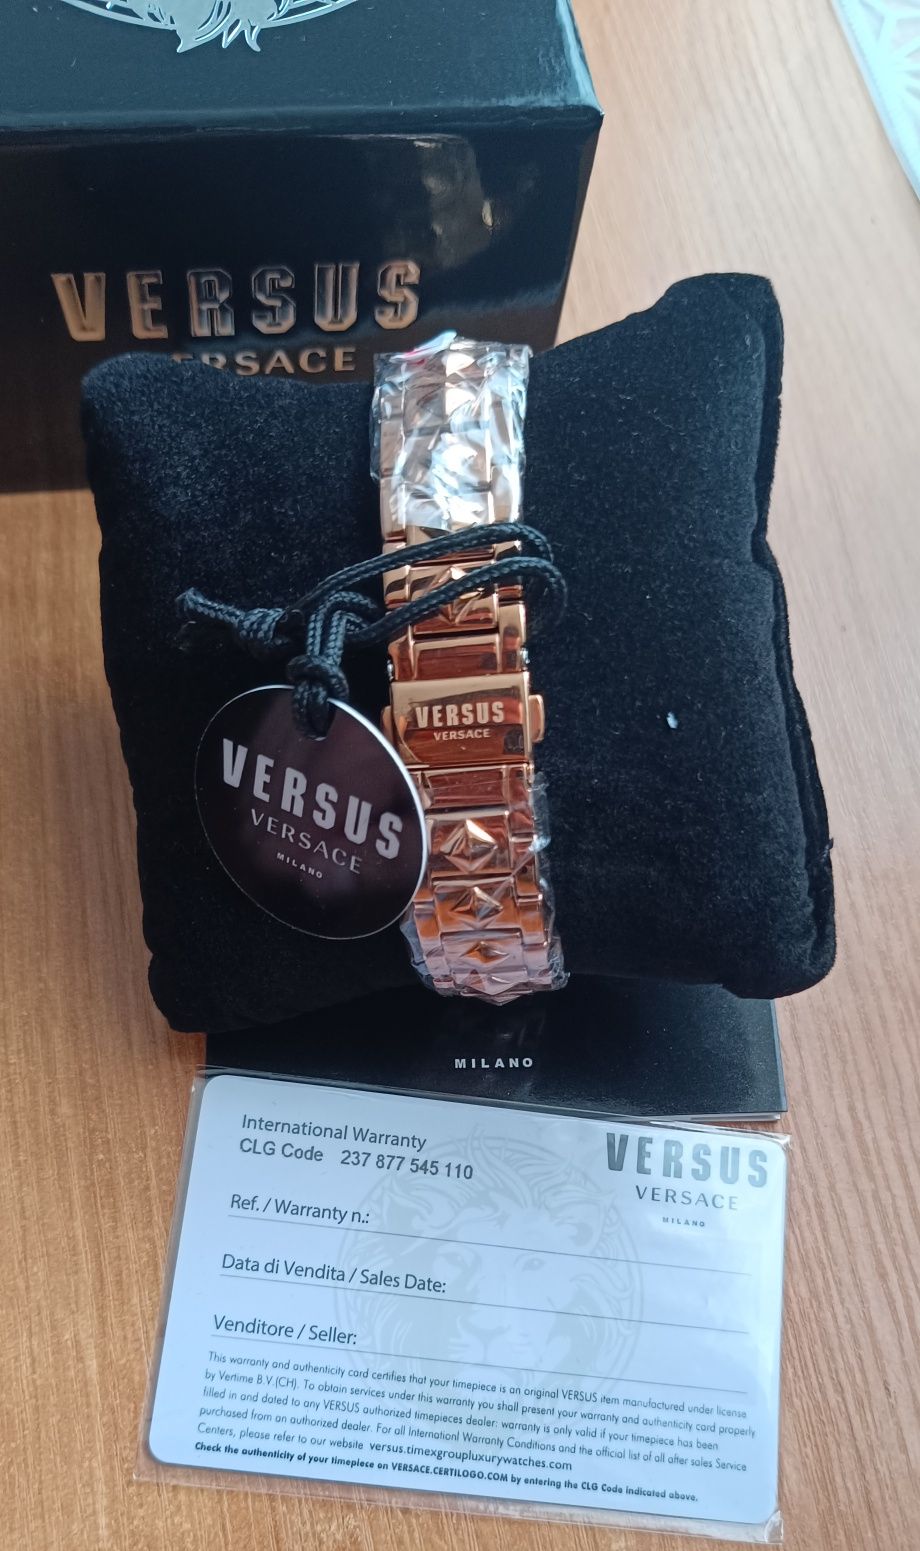 VERSUS
VERSACE
VERSUS
VERSACE
VERSUS
VERSACE
MILANO
MILANO
International Warranty
CLG Code 237 877 545 110
VERSUS
VERSACE
MILANO
Ref. / Warranty n.:
Data di Vendita / Sales Date:
Venditore / Seller:
This warranty and authenticity card certifies that your timepiece is an original VERSUS item manufactured under license
by Vertime B.V.(CH). To obtain services under this warranty you shall present your warranty and authenticity card properly
filled in and dated to any VERSUS authorized timepieces dealer: warranty is only valid if your timepiece has been
purchased from an authorized dealer. For all Internationl Warranty Conditions and the official list of all after sales Service
Centers, please refer to our website versus.timexgroupluxurywatches.com
Check the authenticity of your timepiece on VERSACE.CERTILOGO.COM by entering the CLG Code indicated above.